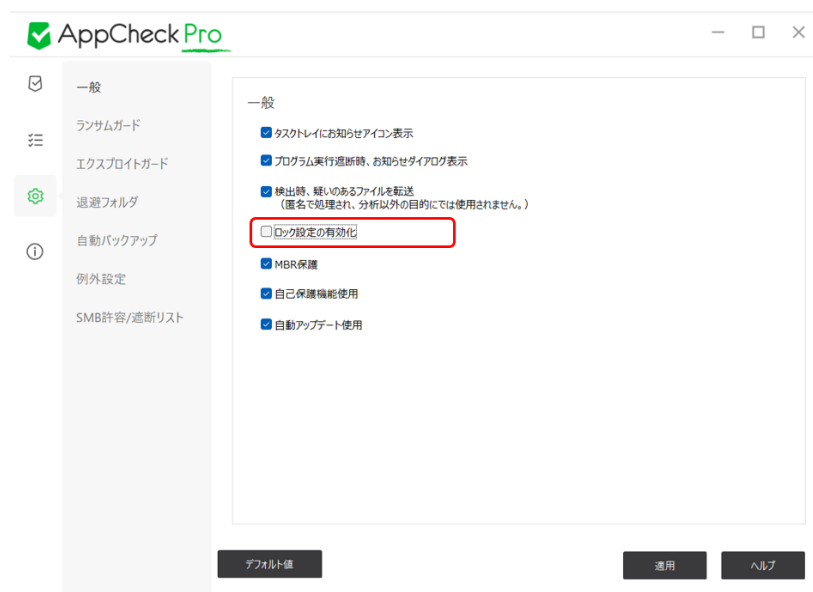 AppCheck Pro
一般
ランサムガード
エクスプロイトガード
退避フォルダ
自動バックアップ
例外設定
SMB許容/遮断リスト
一般
タスクトレイにお知らせアイコン表示
プログラム実行遮断時、お知らせダイアログ表示
検出時、疑いのあるファイルを転送
（匿名で処理され、分析以外の目的にでは使用されません。）
ロック設定の有効化
MBR保護
自己保護機能使用
自動アップデート使用
デフォルト値
適用
ヘルプ